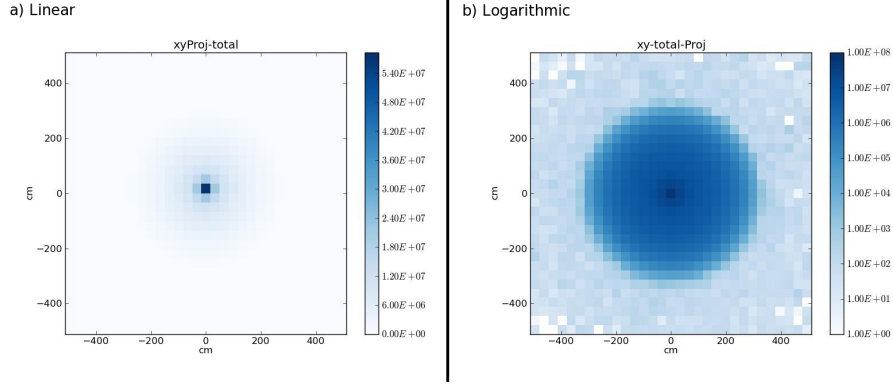 a) Linear
xyProj-total
400
200
0
−200
−400
cm
−400
−200
0
200
400
cm
5.40E + 07
4.80E + 07
4.20E + 07
3.60E + 07
3.00E + 07
2.40E + 07
1.80E + 07
1.20E + 07
6.00E + 06
0.00E + 00
b) Logarithmic
xy-total-Proj
400
200
0
−200
−400
cm
−400
−200
0
200
400
cm
1.00E + 08
1.00E + 07
1.00E + 06
1.00E + 05
1.00E + 04
1.00E + 03
1.00E + 02
1.00E + 01
1.00E + 00